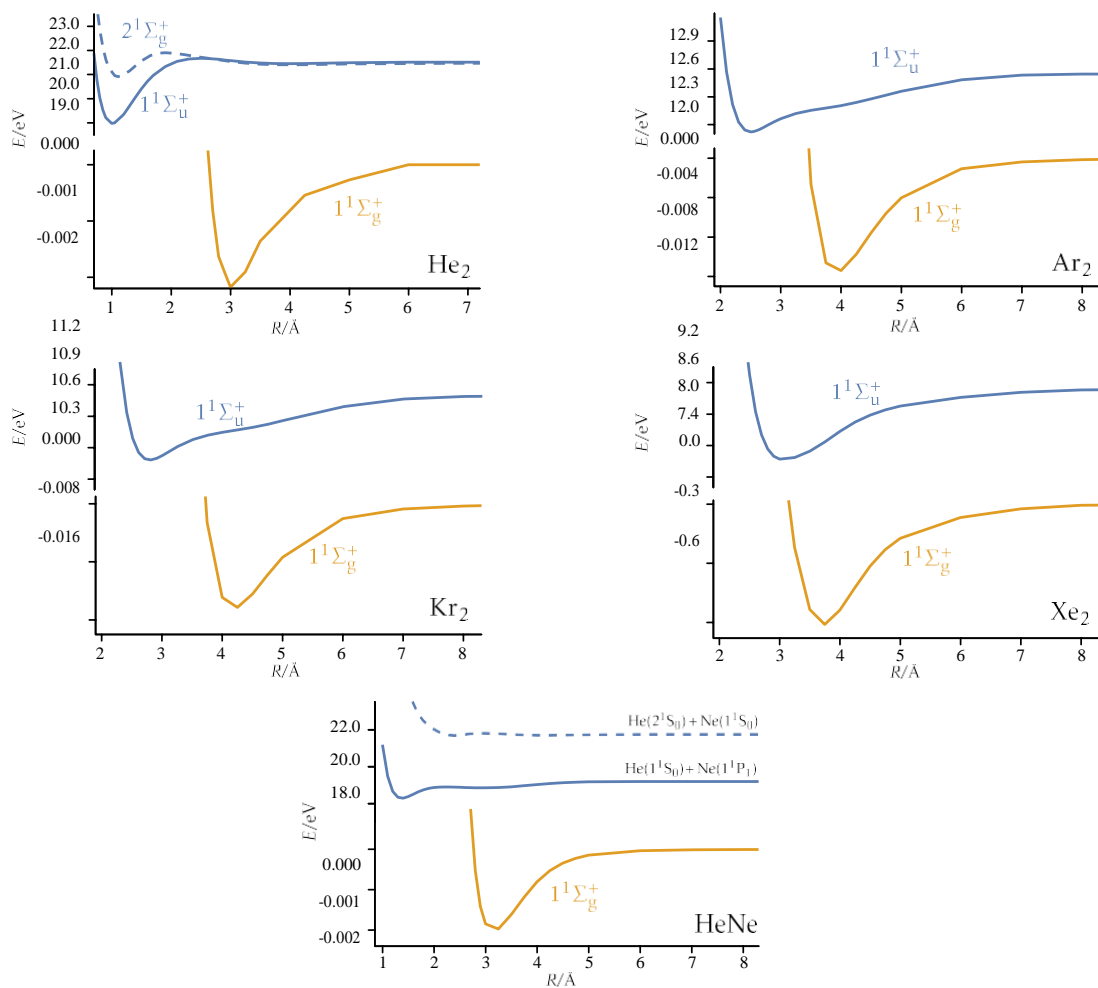 23.0
22.0
21.0
20.0
19.0
18.0
E/eV
0.000
-0.001
-0.002
2¹Σg⁺
1¹Σu⁺
1¹Σg⁺
He₂
1 2 3 4 5 6 7
R/Å
12.9
12.6
12.3
12.0
0.000
E/eV
-0.004
-0.008
-0.012
1¹Σu⁺
1¹Σg⁺
Ar₂
2 3 4 5 6 7 8
R/Å
11.2
10.9
10.6
10.3
E/eV
0.000
-0.008
-0.016
1¹Σu⁺
1¹Σg⁺
Kr₂
2 3 4 5 6 7 8
R/Å
9.2
8.6
8.0
7.4
E/eV
0.0
-0.3
-0.6
1¹Σu⁺
1¹Σg⁺
Xe₂
2 3 4 5 6 7 8
R/Å
22.0
20.0
18.0
E/eV
0.000
-0.001
-0.002
He(2¹S₀) + Ne(1¹S₀)
He(1¹S₀) + Ne(1¹P₁)
1¹Σg⁺
HeNe
1 2 3 4 5 6 7 8
R/Å